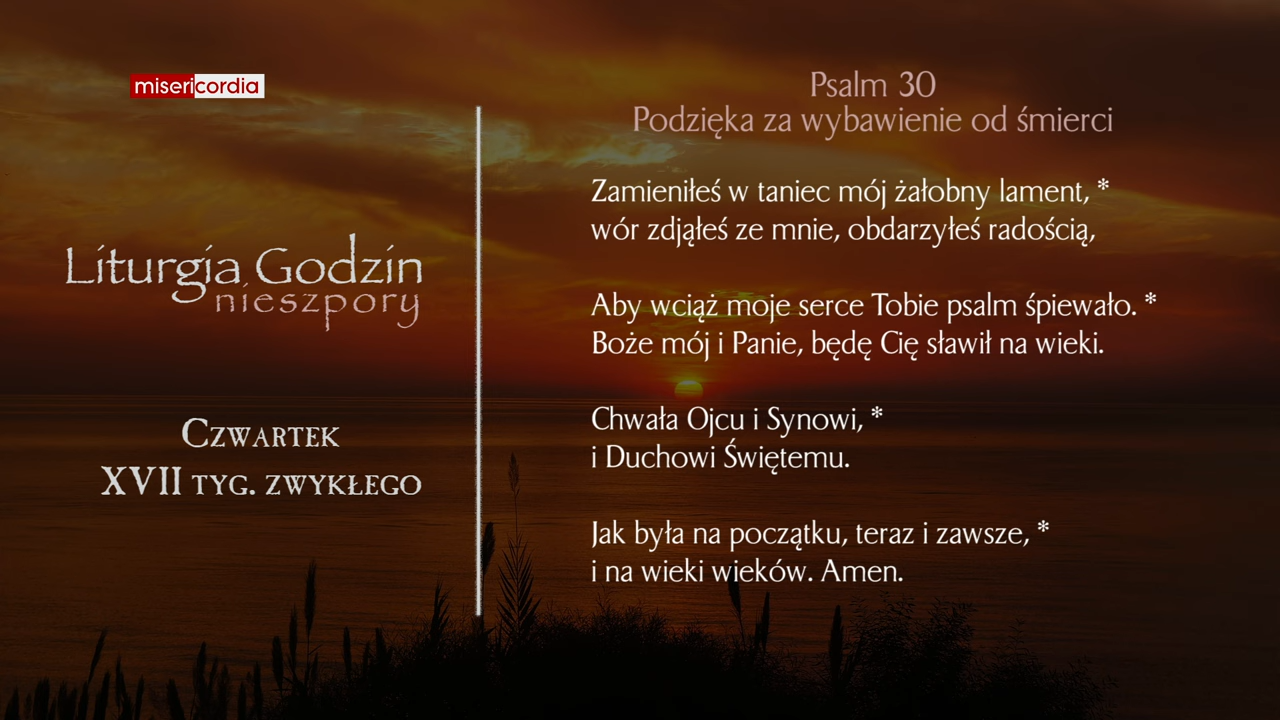 misericordia
Liturgia Godzin
nieszpory
Czwartek
XVII tyg. zwykłego
Psalm 30
Podzięka za wybawienie od śmierci
Zamieniłeś w taniec mój żałobny lament, *
wór zdjąłeś ze mnie, obdarzyłeś radością,
Aby wciąż moje serce Tobie psalm śpiewało. *
Boże mój i Panie, będę Cię sławił na wieki.
Chwała Ojcu i Synowi, *
i Duchowi Świętemu.
Jak była na początku, teraz i zawsze, *
i na wieki wieków. Amen.